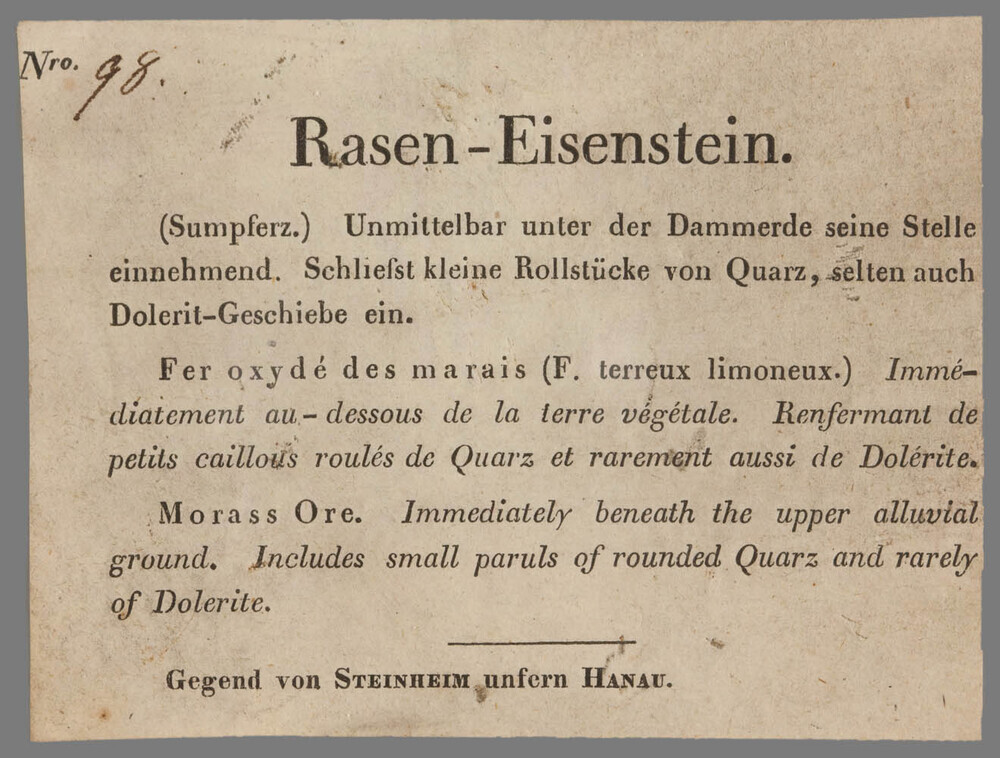 Nro. 98.
Rasen-Eisenstein.
(Sumpferz.) Unmittelbar unter der Dammerde seine Stelle
einnehmend. Schliefst kleine Rollstücke von Quarz, selten auch
Dolerit-Geschiebe ein.
Fer oxydé des marais (F. terreux limoneux.) Immé-
diatement au-dessous de la terre végétale. Renfermant de
petits caillous roulés de Quarz et rarement aussi de Dolérite.
Morass Ore. Immediately beneath the upper alluvial
ground. Includes small paruls of rounded Quarz and rarely
of Dolerite.
Gegend von STEINHEIM unfern HANAU.